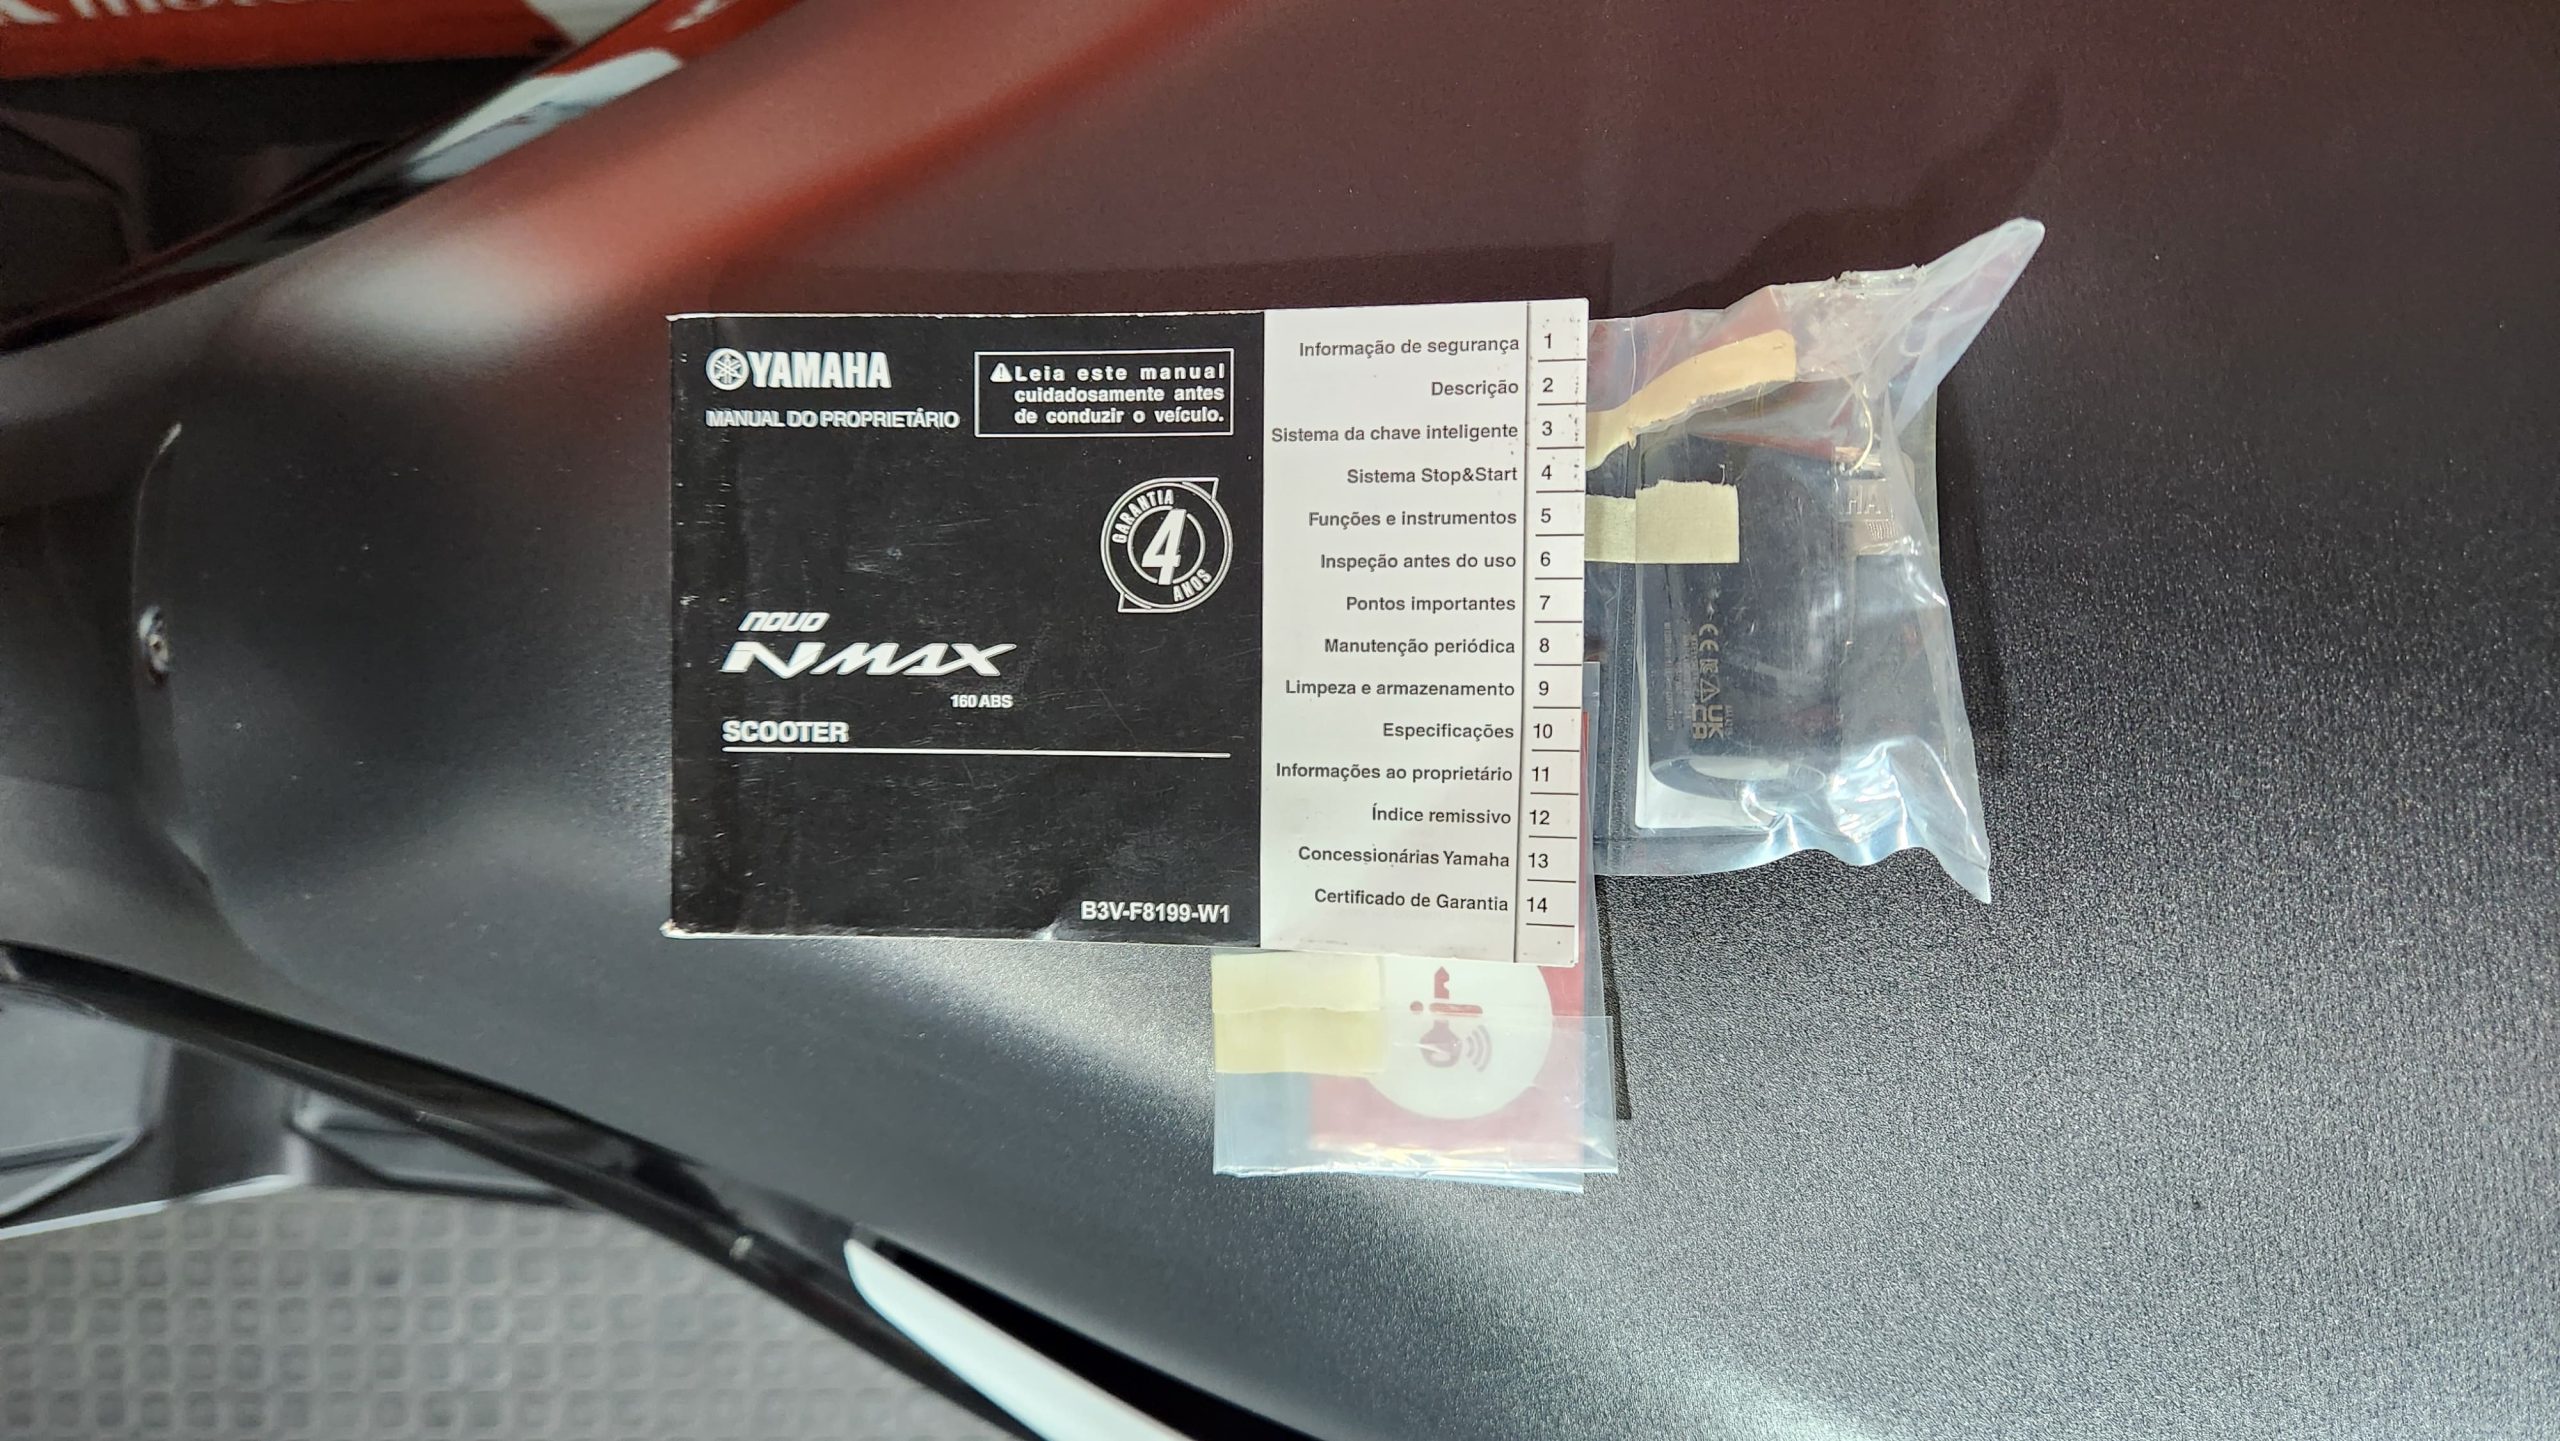 YAMAHA
MANUAL DO PROPRIETÁRIO
Leia este manual
cuidadosamente antes
de conduzir o veículo.
GARANTIA
4
ANOS
NOVO
NMAX
160 ABS
SCOOTER
B3V-F8199-W1
Informação de segurança 1
Descrição 2
Sistema da chave inteligente 3
Sistema Stop&Start 4
Funções e instrumentos 5
Inspeção antes do uso 6
Pontos importantes 7
Manutenção periódica 8
Limpeza e armazenamento 9
Especificações 10
Informações ao proprietário 11
Índice remissivo 12
Concessionárias Yamaha 13
Certificado de Garantia 14
CE
UK
CA